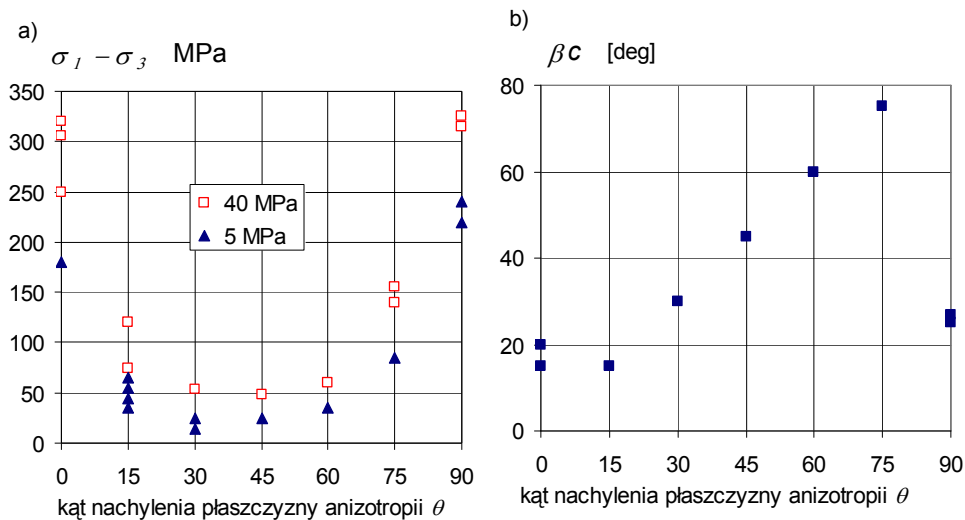 a)
σ₁ – σ₃ MPa
350
300
250
200
150
100
50
0
40 MPa
5 MPa
0 15 30 45 60 75 90
kąt nachylenia płaszczyzny anizotropii θ
b)
βc [deg]
80
60
40
20
0
0 15 30 45 60 75 90
kąt nachylenia płaszczyzny anizotropii θ